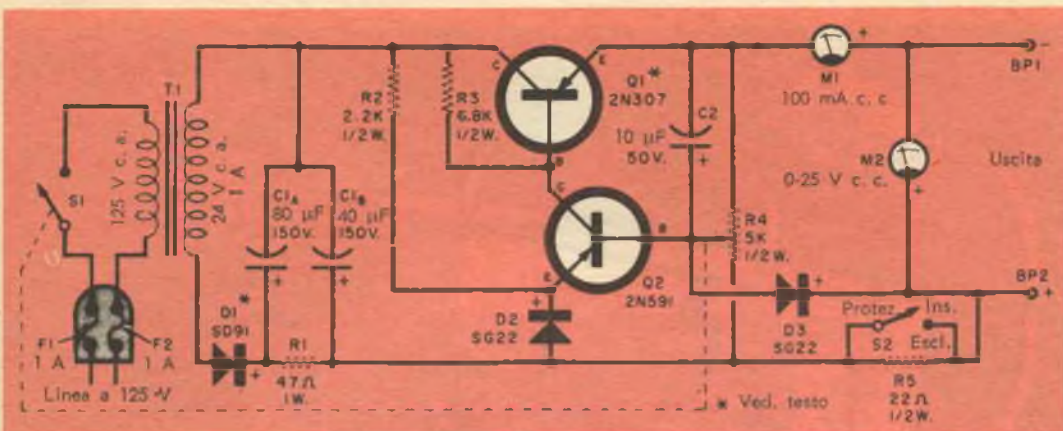 T1
S1
125 V c. a.
24 V c. a.
1 A
F1
1 A
F2
1 A
Linea a 125 V
C1A
80 µF
150V.
C1B
40 µF
150V.
D1
SD91
*
R1
47Ω
1W.
R2
2.2K
1/2W.
R3
6.8K
1/2W.
C
E
Q1
*
2N307
B
C
B
E
Q2
2N591
D2
SG22
+
C2
10 µF
50V.
R4
5K
1/2W.
D3
SG22
+
M1
100 mA c. c
+
M2
0-25 V c. c.
+
BP1
-
Uscita
BP2
+
Protez.
Ins.
S2
Escl.
R5
22Ω
1/2W.
* Ved. testo